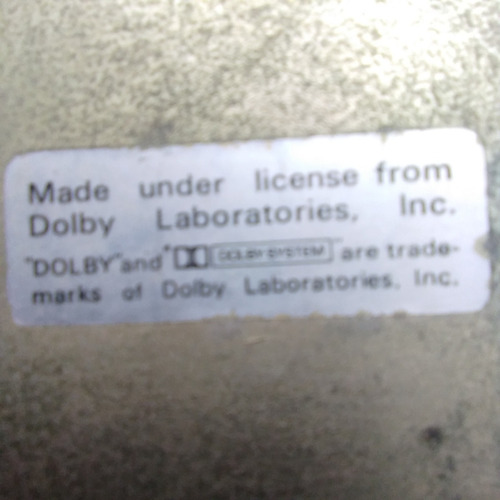 Made under license from
Dolby Laboratories, Inc.
"DOLBY" and "DOLBY SYSTEM" are trade-
marks of Dolby Laboratories, Inc.